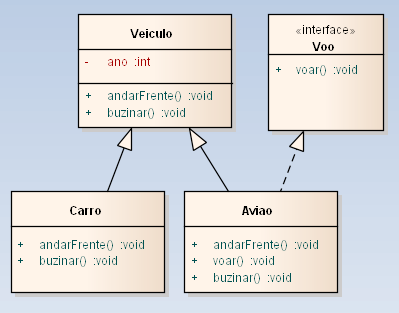 Veiculo
- ano :int
+ andarFrente() :void
+ buzinar() :void
«interface»
Voo
+ voar() :void
Carro
+ andarFrente() :void
+ buzinar() :void
Aviao
+ andarFrente() :void
+ voar() :void
+ buzinar() :void